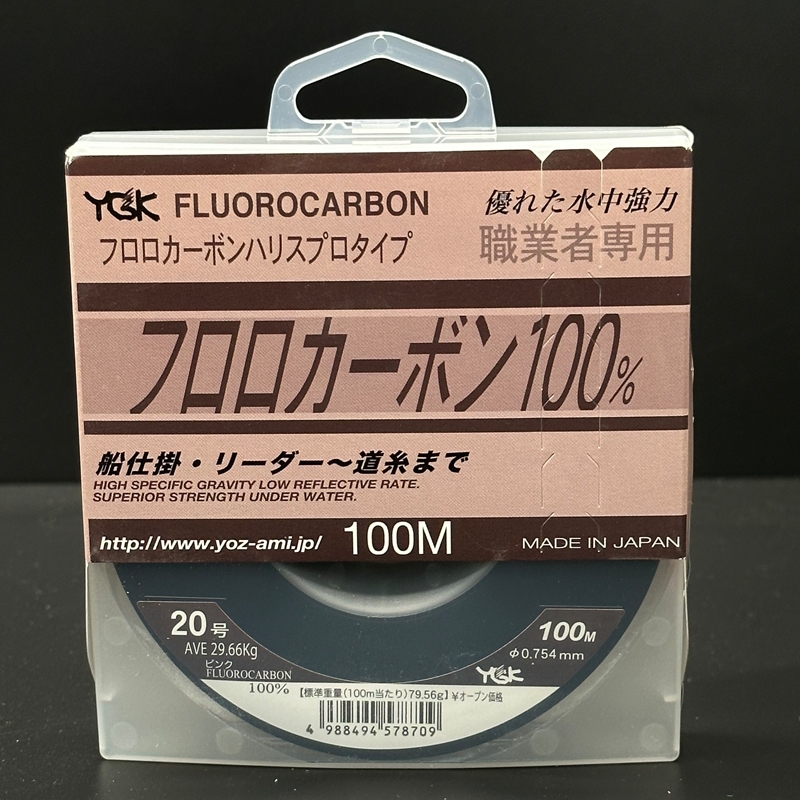 YGK FLUOROCARBON
フロロカーボンハリスプロタイプ
優れた水中強力
職業者専用
フロロカーボン100%
船仕掛・リーダー～道糸まで
HIGH SPECIFIC GRAVITY LOW REFLECTIVE RATE.
SUPERIOR STRENGTH UNDER WATER.
http://www.yoz-ami.jp/ 100M MADE IN JAPAN
20号
AVE 29.66Kg
ピンク
FLUOROCARBON
100%
100M
φ0.754mm
YGK
【標準重量(100m当たり)79.56g】¥オープン価格
4 988494 578709